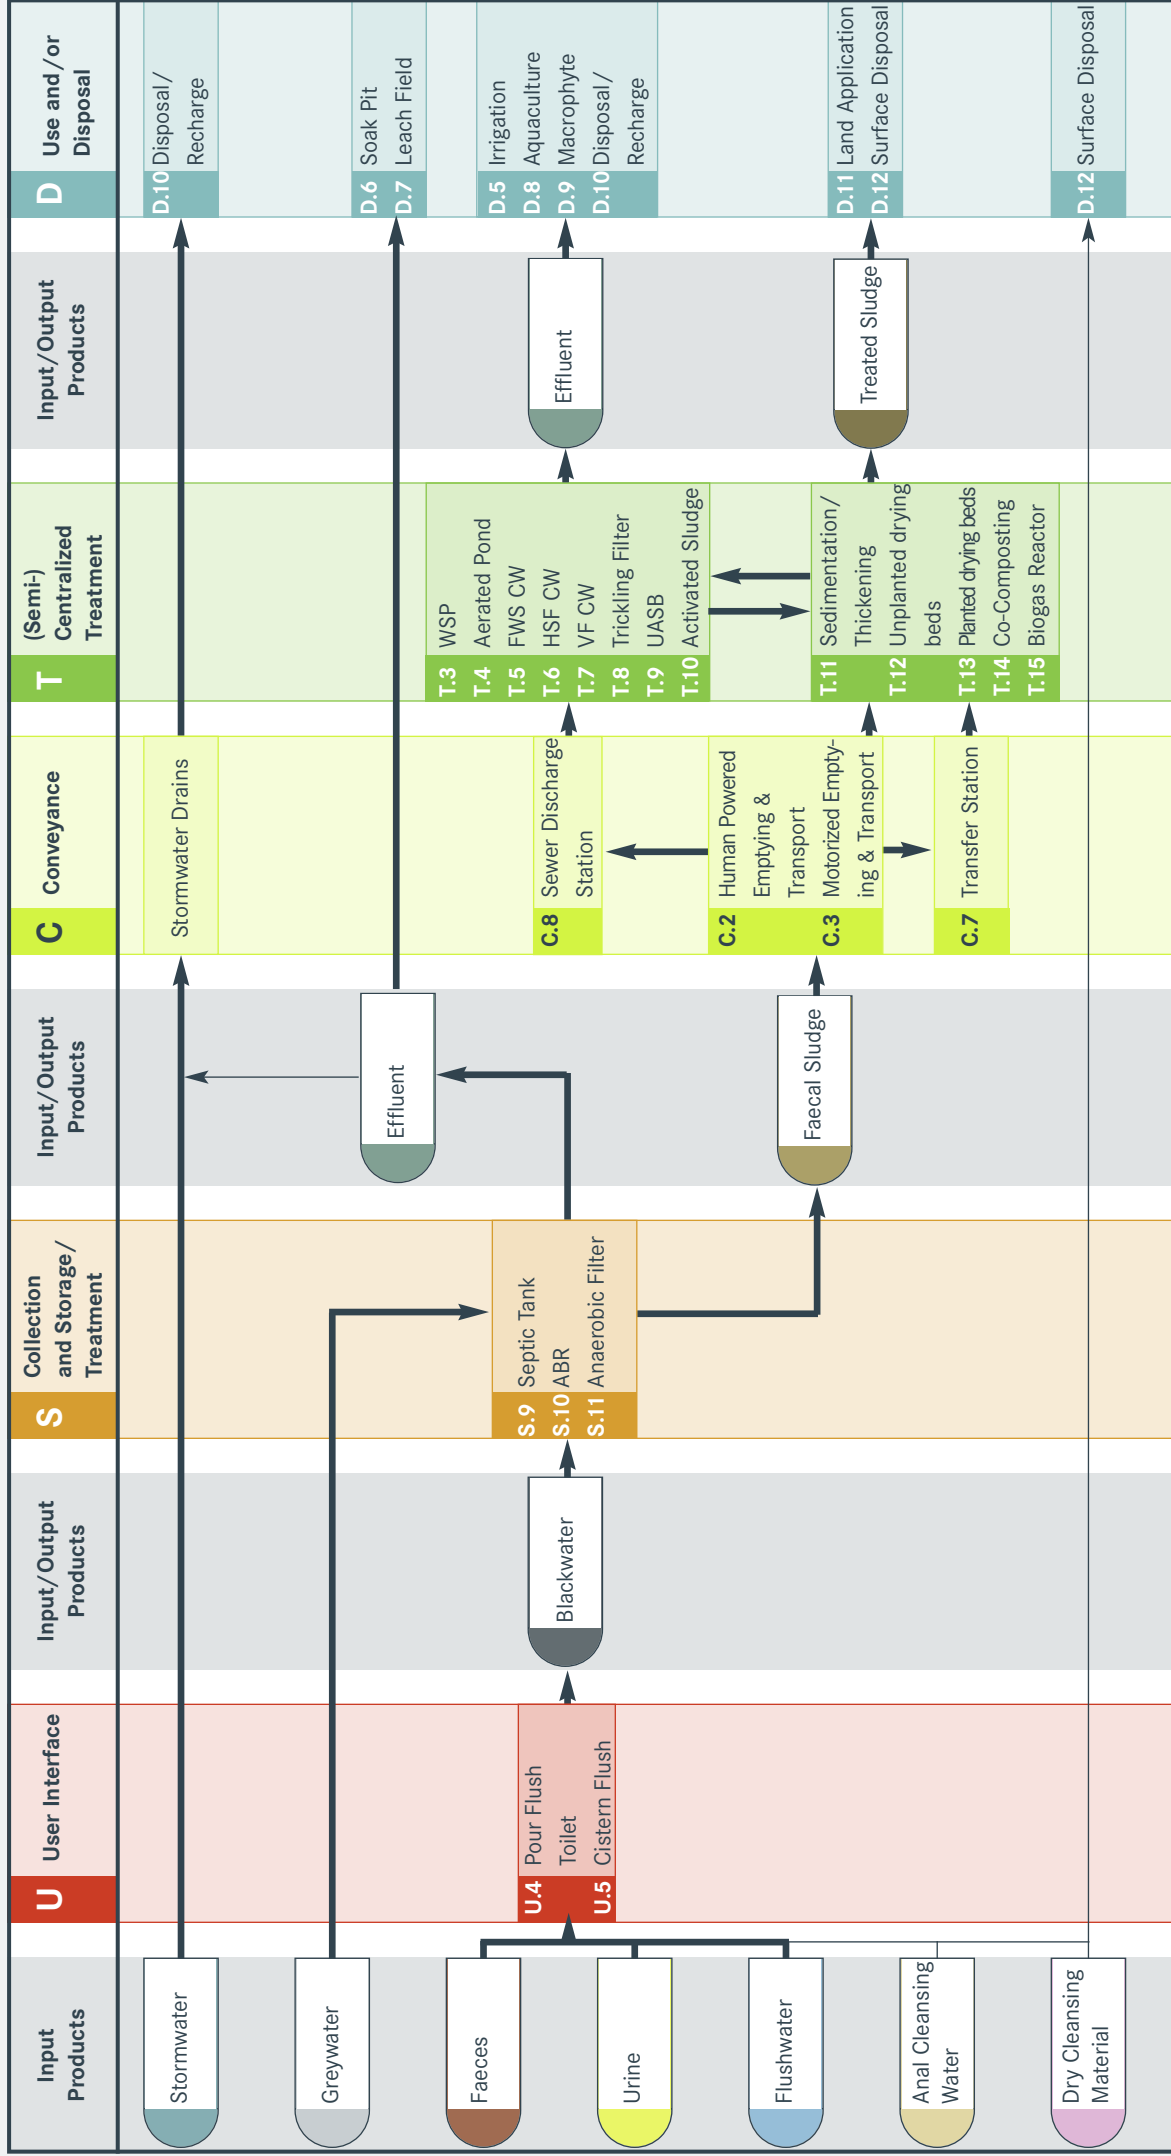 Input
Products
U
User Interface
Input/Output
Products
S
Collection
and Storage/
Treatment
Input/Output
Products
C
Conveyance
T
(Semi-)
Centralized
Treatment
Input/Output
Products
D
Use and/or
Disposal
Stormwater
Greywater
Faeces
Urine
Flushwater
Anal Cleansing
Water
Dry Cleansing
Material
U.4 Pour Flush
Toilet
U.5 Cistern Flush
Blackwater
S.9 Septic Tank
S.10 ABR
S.11 Anaerobic Filter
Effluent
Faecal Sludge
Stormwater Drains
C.8 Sewer Discharge
Station
C.2 Human Powered
Emptying &
Transport
C.3 Motorized Empty-
ing & Transport
C.7 Transfer Station
T.3 WSP
T.4 Aerated Pond
T.5 FWS CW
T.6 HSF CW
T.7 VF CW
T.8 Trickling Filter
T.9 UASB
T.10 Activated Sludge
T.11 Sedimentation/
Thickening
T.12 Unplanted drying
beds
T.13 Planted drying beds
T.14 Co-Composting
T.15 Biogas Reactor
Effluent
Treated Sludge
D.10 Disposal/
Recharge
D.6 Soak Pit
D.7 Leach Field
D.5 Irrigation
D.8 Aquaculture
D.9 Macrophyte
D.10 Disposal/
Recharge
D.11 Land Application
D.12 Surface Disposal
D.12 Surface Disposal